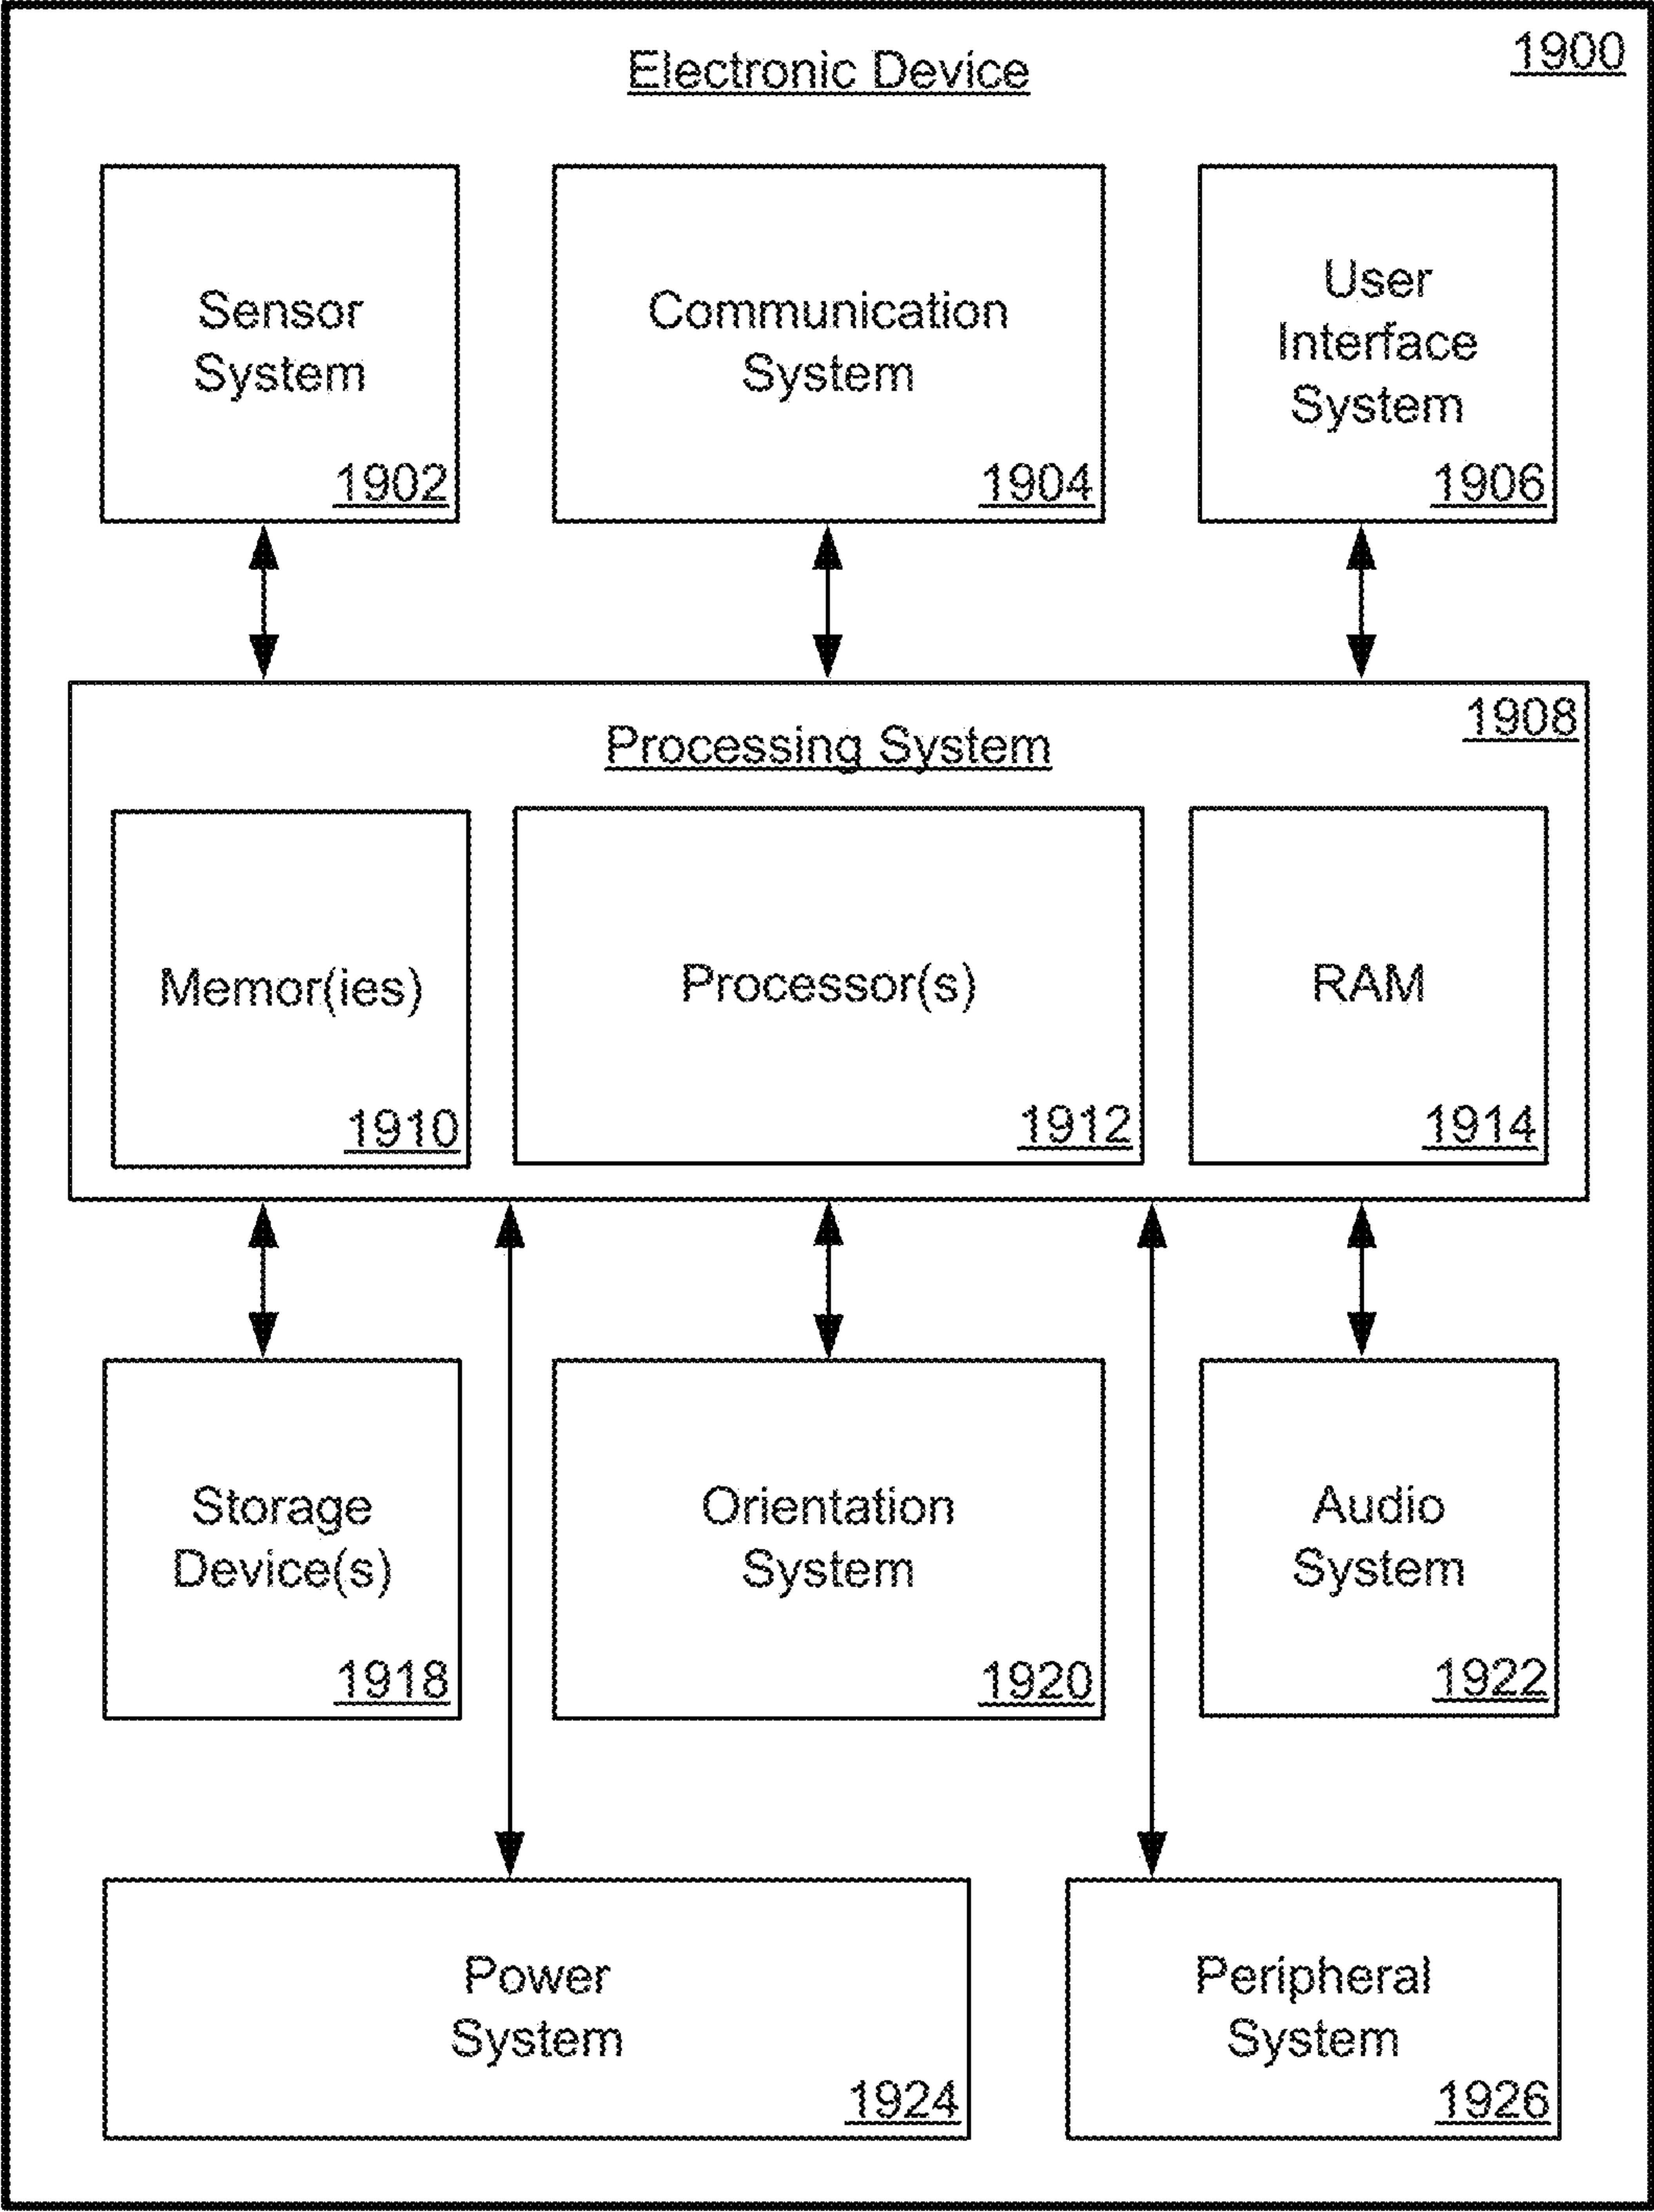 Electronic Device
1900
Sensor
System
1902
Communication
System
1904
User
Interface
System
1906
Processing System
1908
Memor(ies)
1910
Processor(s)
1912
RAM
1914
Storage
Device(s)
1918
Orientation
System
1920
Audio
System
1922
Power
System
1924
Peripheral
System
1926